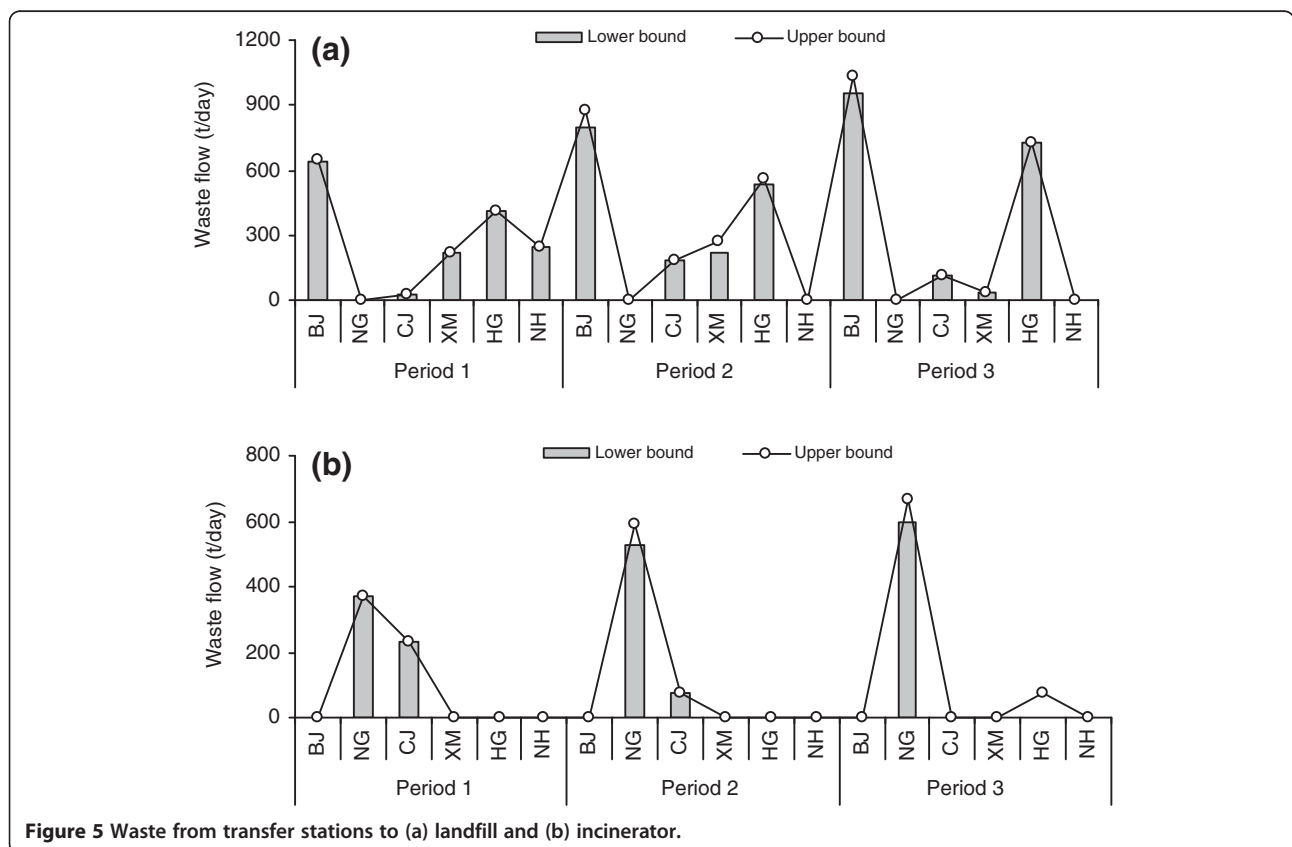 (a)
Lower bound Upper bound
Waste flow (t/day)
1200
900
600
300
0
BJ NG CJ XM HG NH BJ NG CJ XM HG NH BJ NG CJ XM HG NH
Period 1 Period 2 Period 3
(b)
Lower bound Upper bound
Waste flow (t/day)
800
600
400
200
0
BJ NG CJ XM HG NH BJ NG CJ XM HG NH BJ NG CJ XM HG NH
Period 1 Period 2 Period 3
Figure 5 Waste from transfer stations to (a) landfill and (b) incinerator.